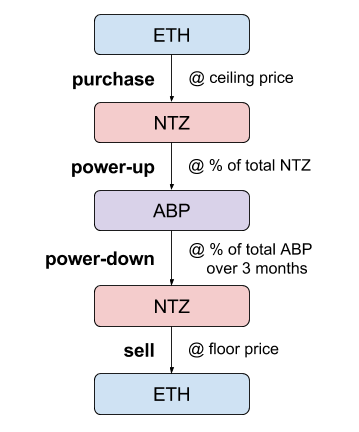 ETH
purchase @ ceiling price
NTZ
power-up @ % of total NTZ
ABP
power-down @ % of total ABP
over 3 months
NTZ
sell @ floor price
ETH